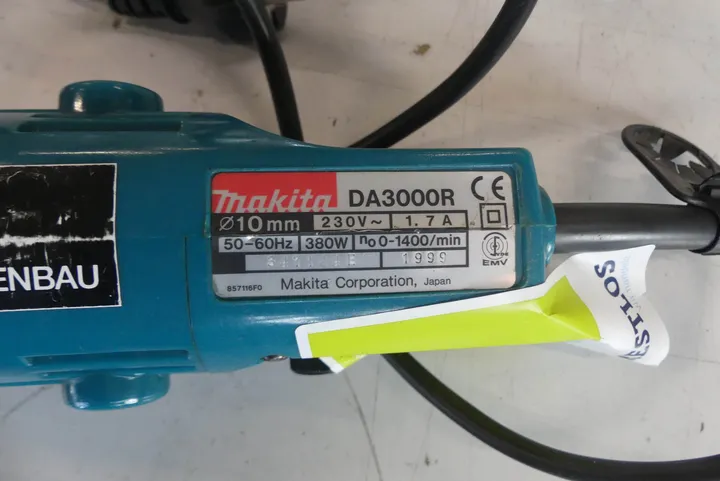 makita DA3000R CE
ø10mm 230V~ 1.7A
50-60Hz 380W n0 0-1400/min
1999 EMV
857116F0 Makita Corporation, Japan
ENBAU
ESTLOS